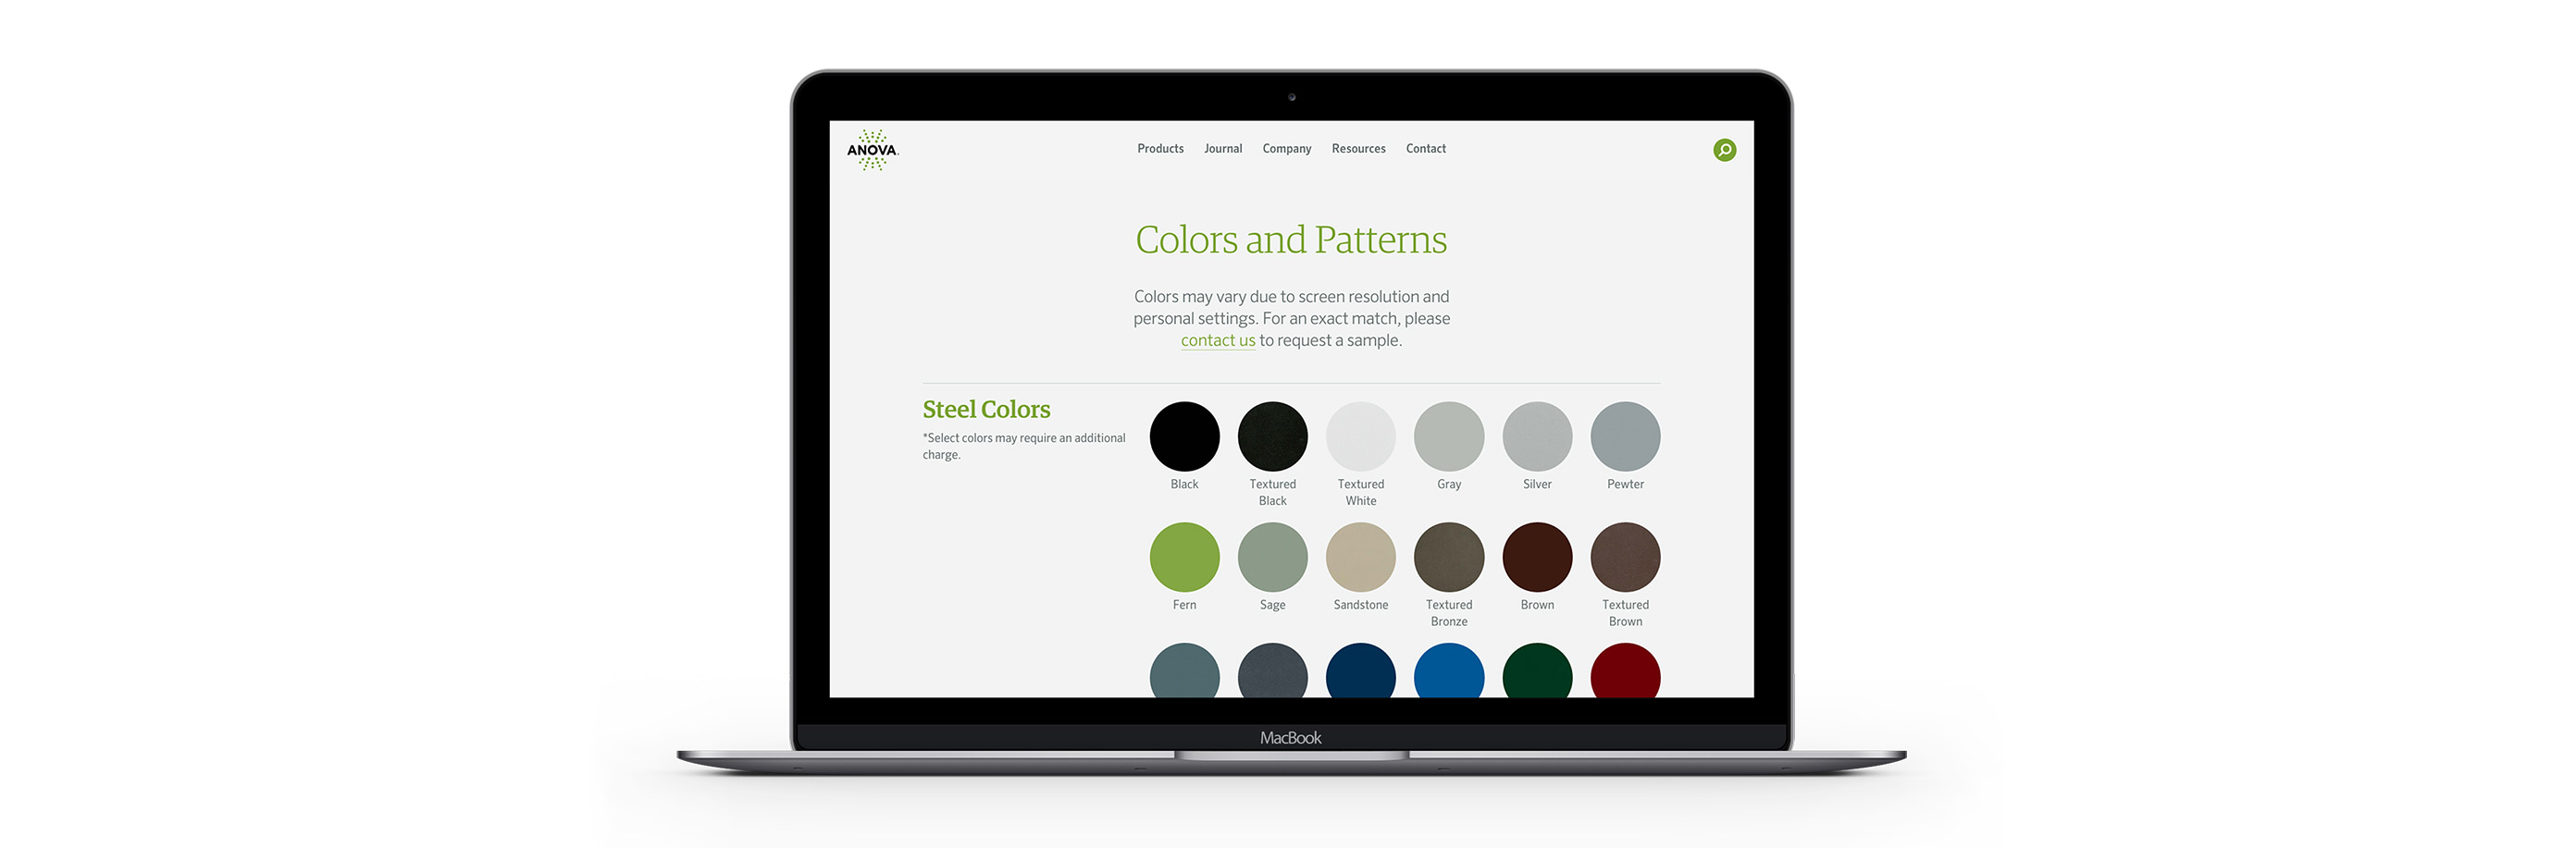 ANOVA
Products Journal Company Resources Contact
Colors and Patterns
Colors may vary due to screen resolution and
personal settings. For an exact match, please
contact us to request a sample.
Steel Colors
*Select colors may require an additional
charge.
Black Textured Black Textured White Gray Silver Pewter
Fern Sage Sandstone Textured Bronze Brown Textured Brown
MacBook